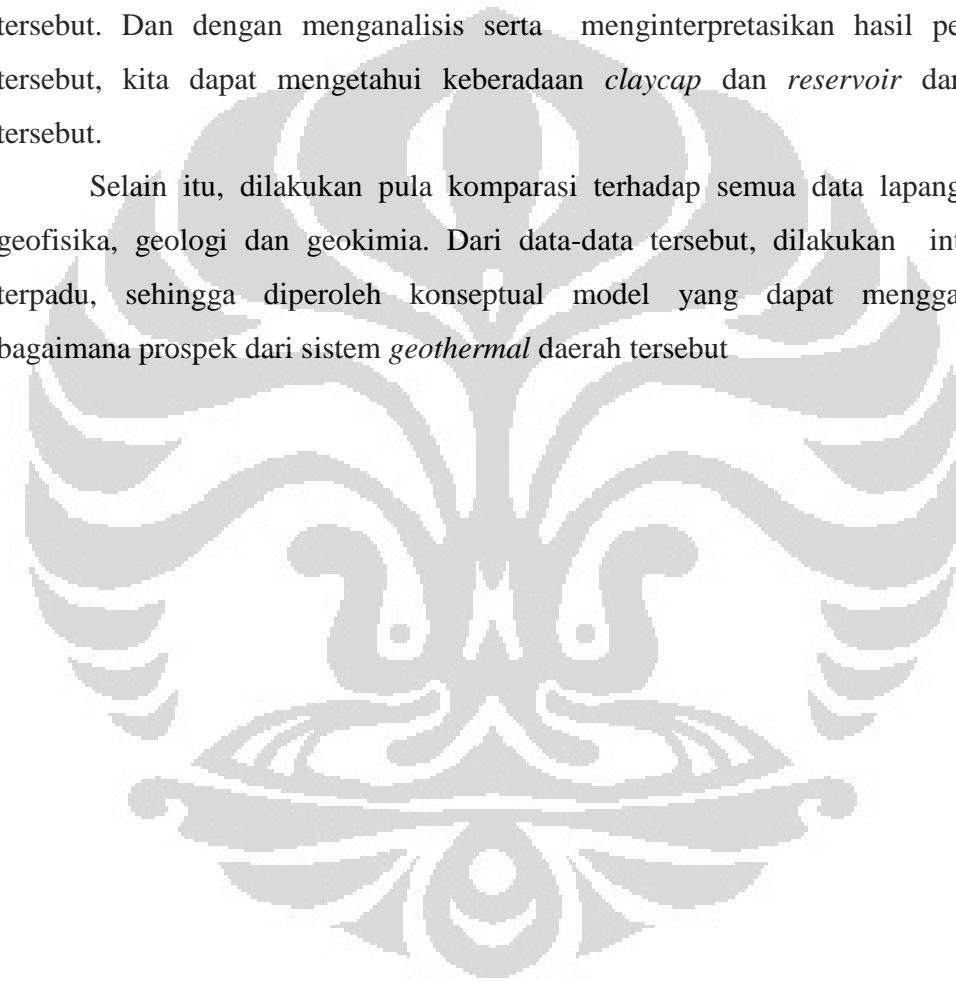 tersebut. Dan dengan menganalisis serta menginterpretasikan hasil pe
tersebut, kita dapat mengetahui keberadaan claycap dan reservoir dar
tersebut.
Selain itu, dilakukan pula komparasi terhadap semua data lapang
geofisika, geologi dan geokimia. Dari data-data tersebut, dilakukan int
terpadu, sehingga diperoleh konseptual model yang dapat mengga
bagaimana prospek dari sistem geothermal daerah tersebut